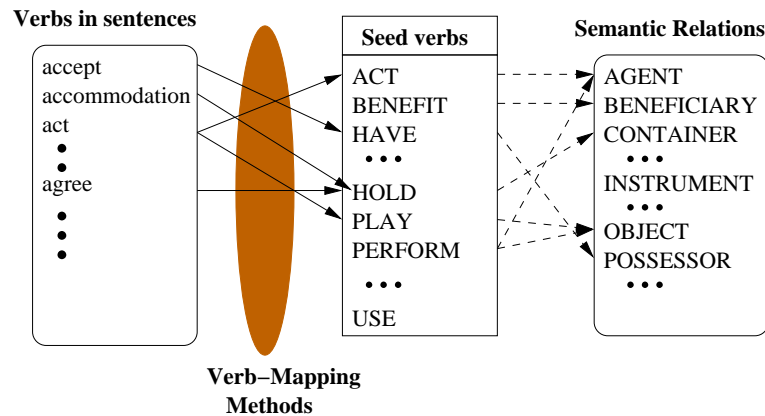 Verbs in sentences
accept
accommodation
act
agree
Verb−Mapping
Methods
Seed verbs
ACT
BENEFIT
HAVE
HOLD
PLAY
PERFORM
USE
Semantic Relations
AGENT
BENEFICIARY
CONTAINER
INSTRUMENT
OBJECT
POSSESSOR